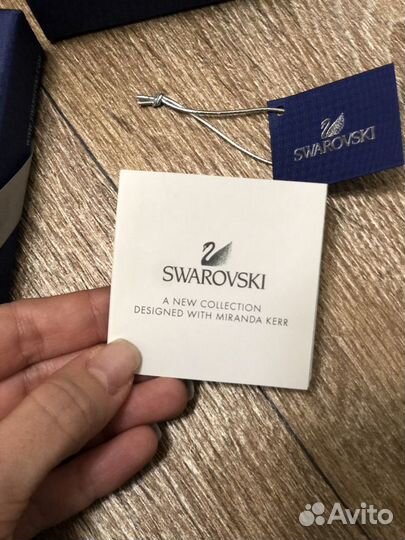 SWAROVSKI
SWAROVSKI
A NEW COLLECTION
DESIGNED WITH MIRANDA KERR
Avito